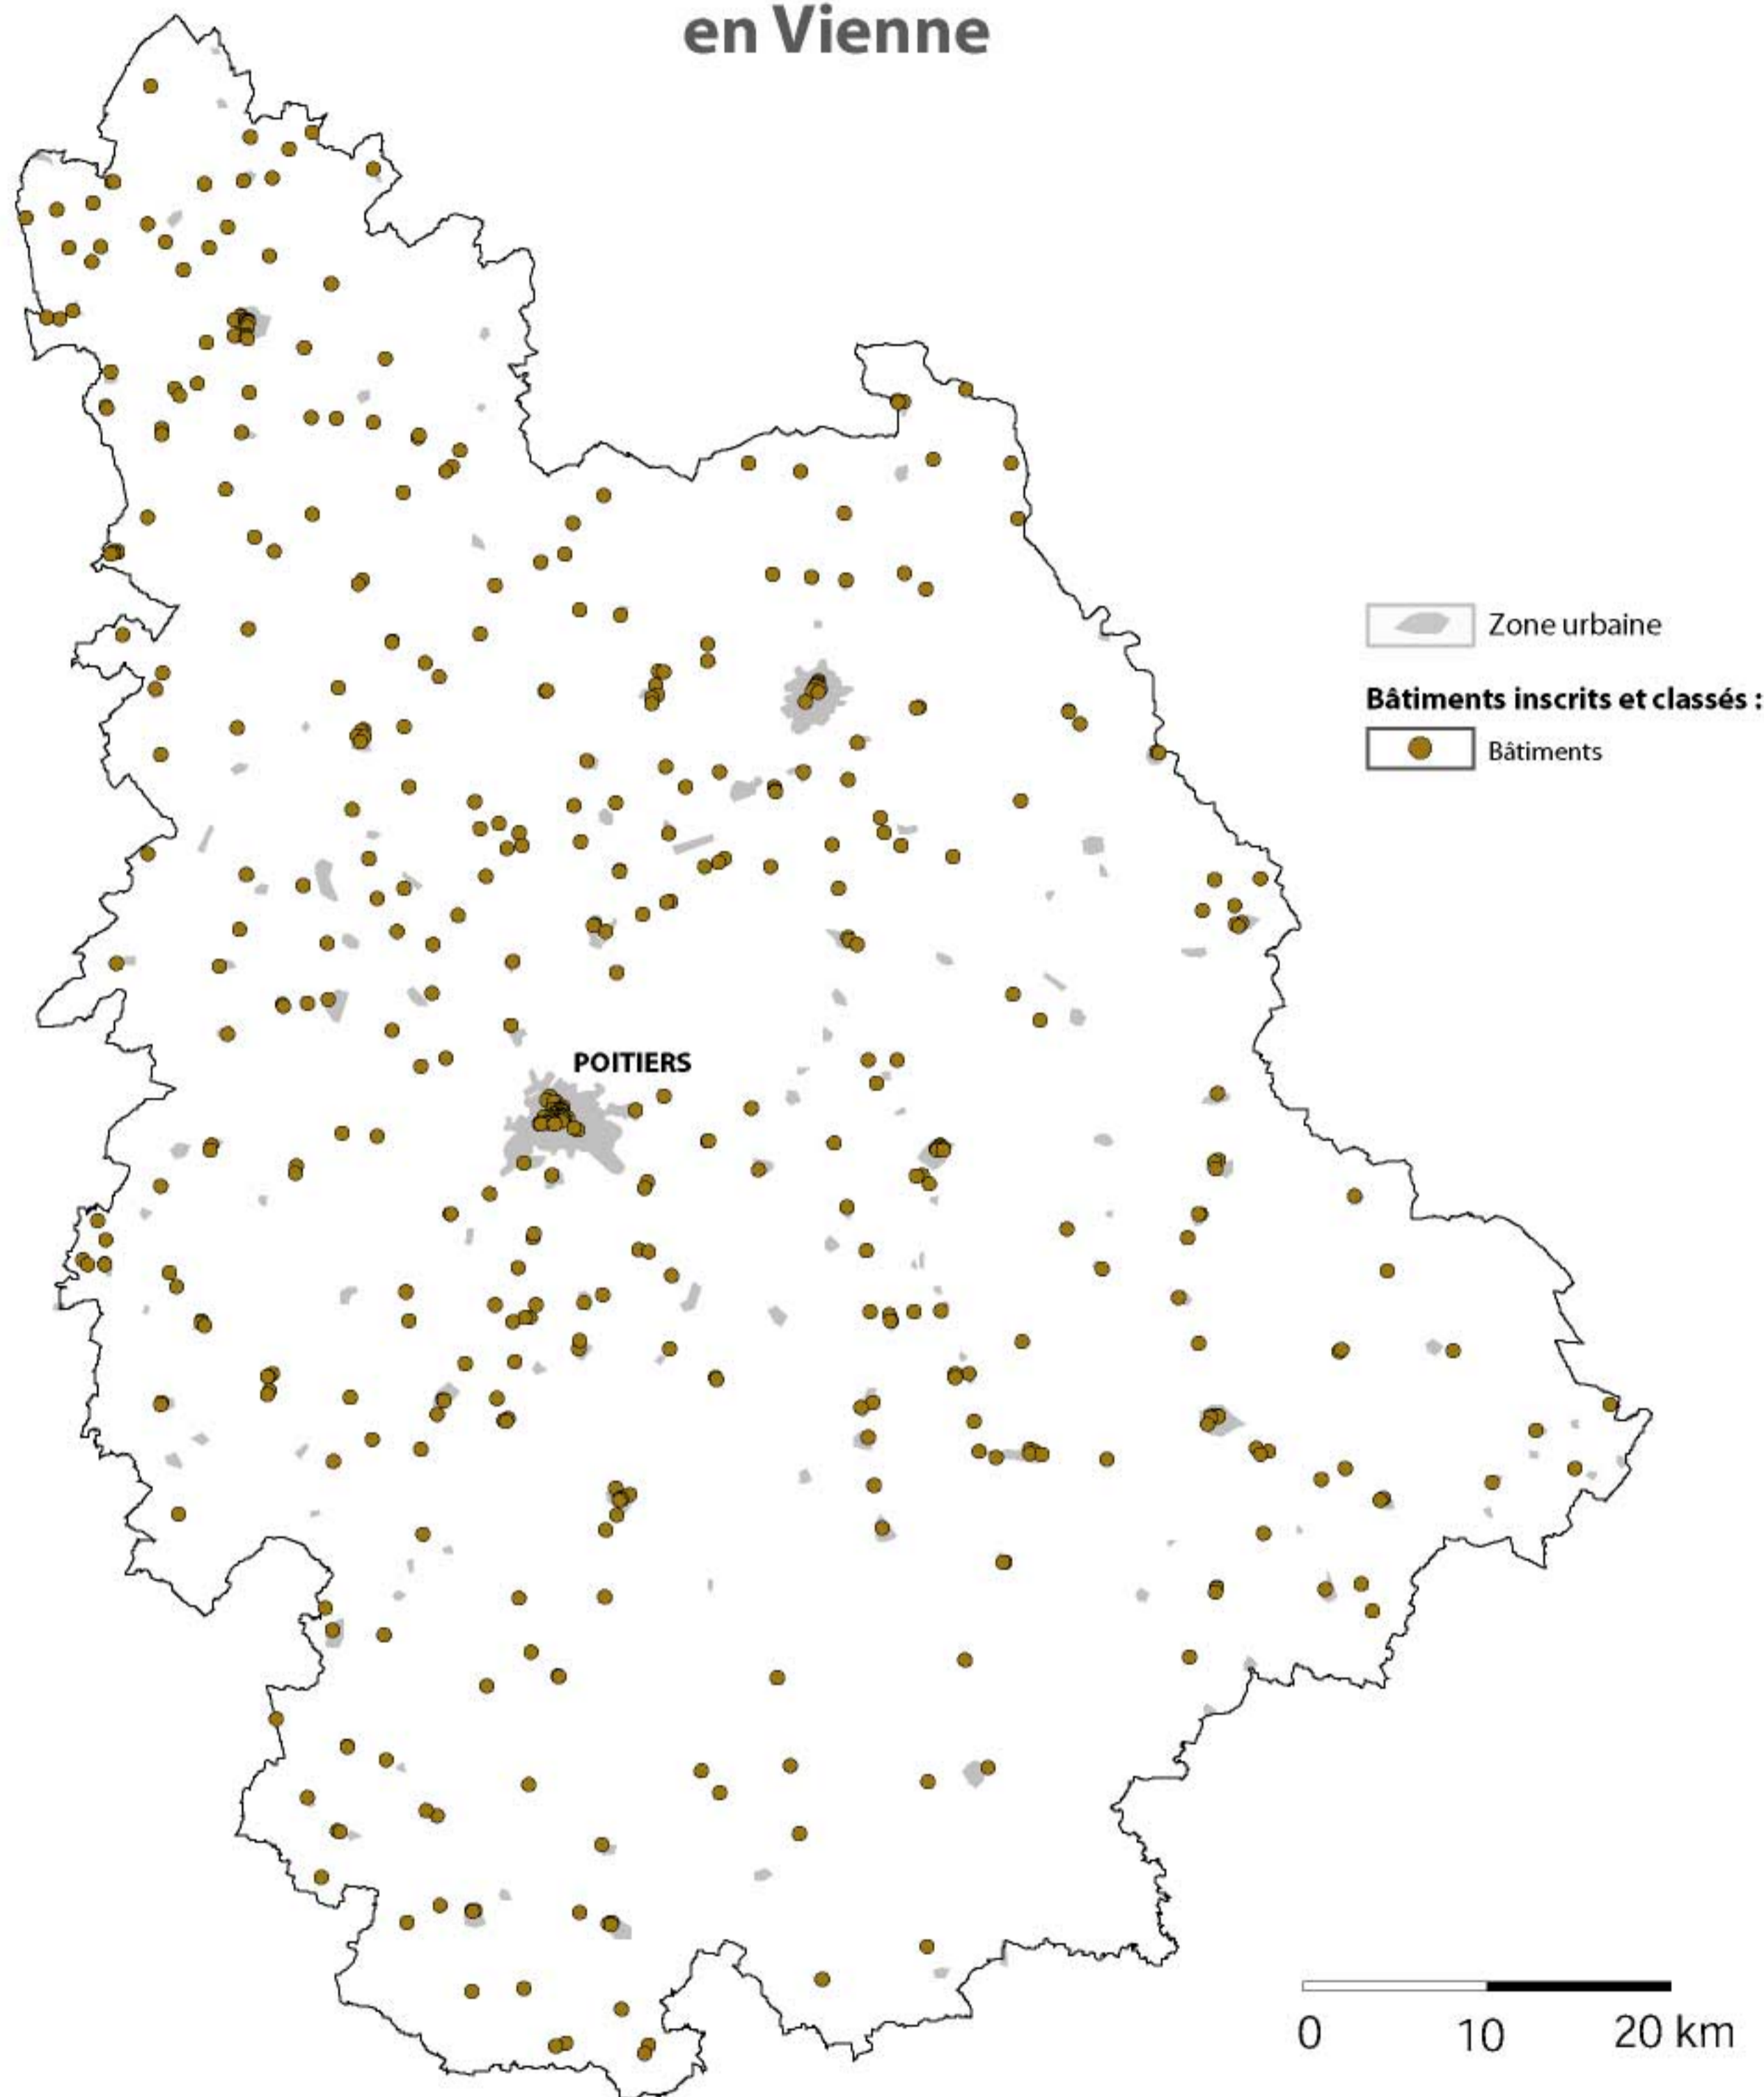 en Vienne
Zone urbaine
Bâtiments inscrits et classés :
Bâtiments
POITIERS
0 10 20 km